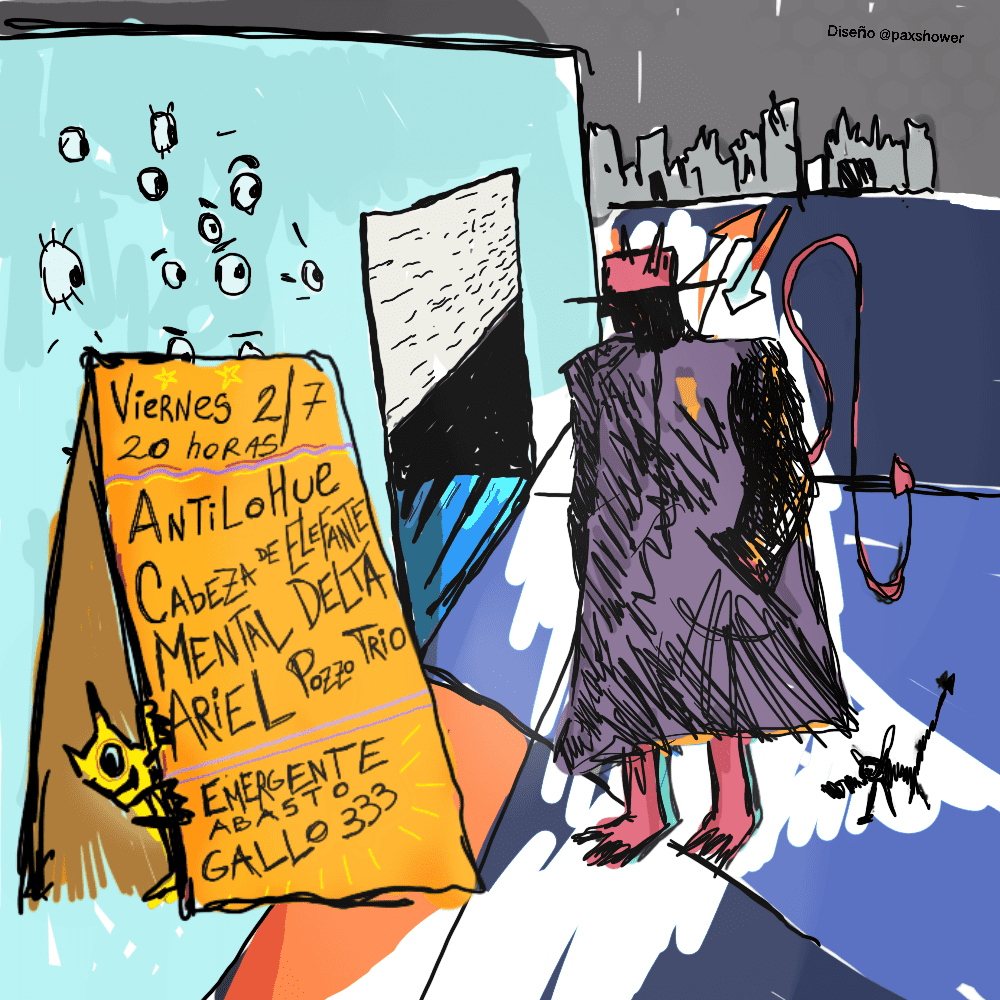 Diseño @paxshower
Viernes 2/7
20 horas
Antilohue
Cabeza de Elefante
Mental Delta
Ariel Pozzo Trio
Emergente
Abasto
Gallo 333